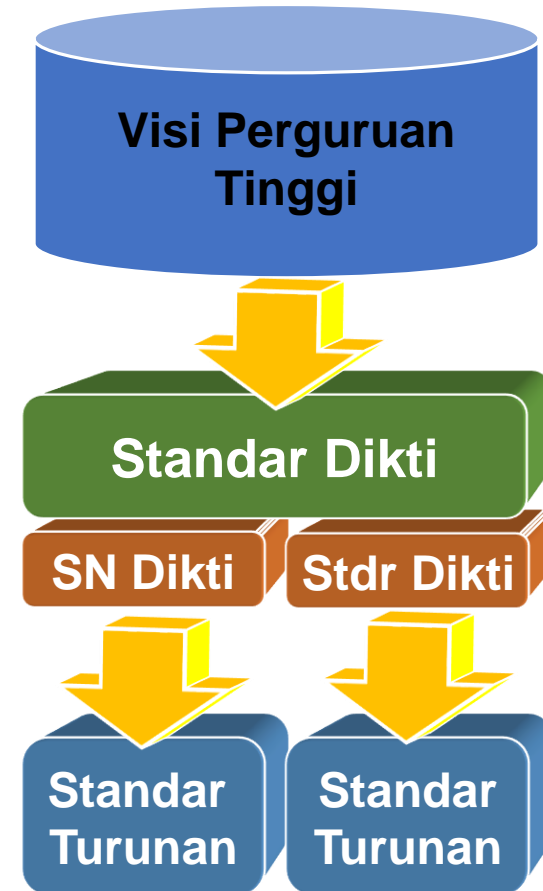 Visi Perguruan
Tinggi
Standar Dikti
SN Dikti
Stdr Dikti
Standar
Turunan
Standar
Turunan